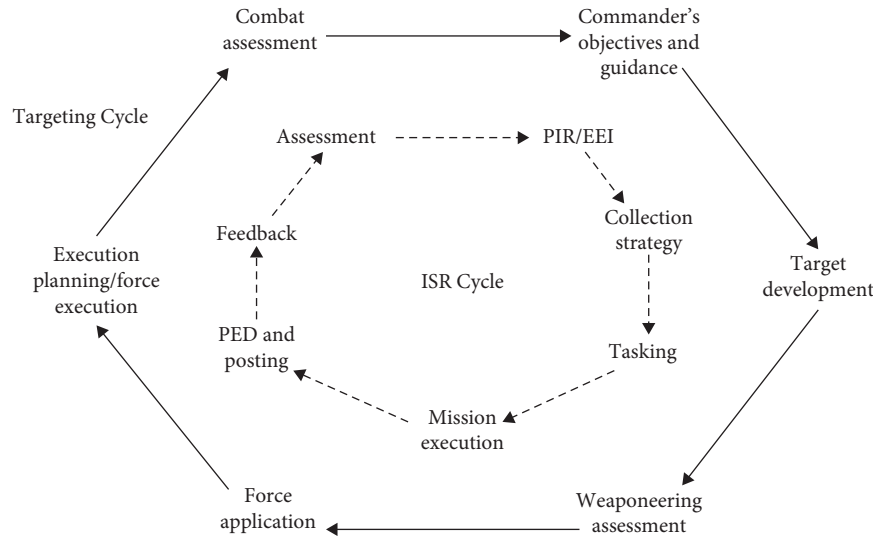 Combat
assessment
Commander's
objectives and
guidance
Targeting Cycle
Assessment
PIR/EEI
Collection
strategy
Feedback
Execution
planning/force
execution
ISR Cycle
Target
development
PED and
posting
Tasking
Mission
execution
Force
application
Weaponeering
assessment